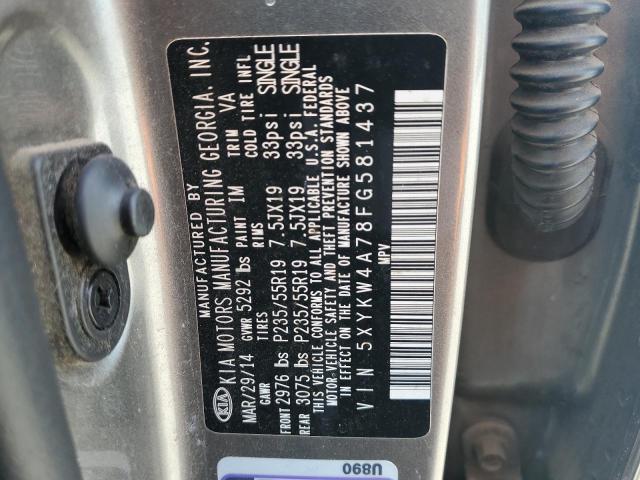 MANUFACTURED BY
KIA KIA MOTORS MANUFACTURING GEORGIA, INC.
MAR/29/14 GVWR 5292 lbs PAINT IM TRIM VA
GAWR TIRES RIMS COLD TIRE INFL
FRONT 2976 lbs P235/55R19 7.5JX19 33psi SINGLE
REAR 3075 lbs P235/55R19 7.5JX19 33psi SINGLE
THIS VEHICLE CONFORMS TO ALL APPLICABLE U.S.A. FEDERAL
MOTOR VEHICLE SAFETY AND THEFT PREVENTION STANDARDS
IN EFFECT ON THE DATE OF MANUFACTURE SHOWN ABOVE
VIN 5XYKW4A78FG581437
MPV
U890